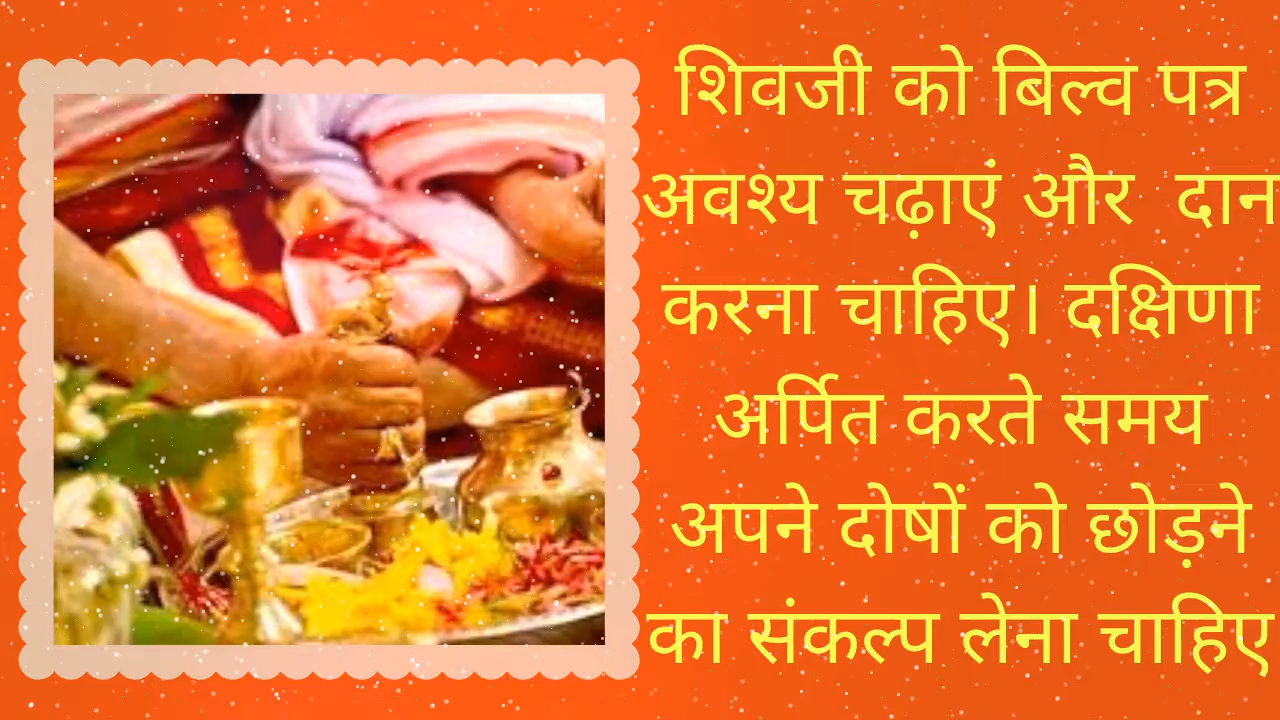 शिवजी को बिल्व पत्र
अवश्य चढ़ाएं और  दान
करना चाहिए। दक्षिणा
अर्पित करते समय
अपने दोषों को छोड़ने
का संकल्प लेना चाहिए